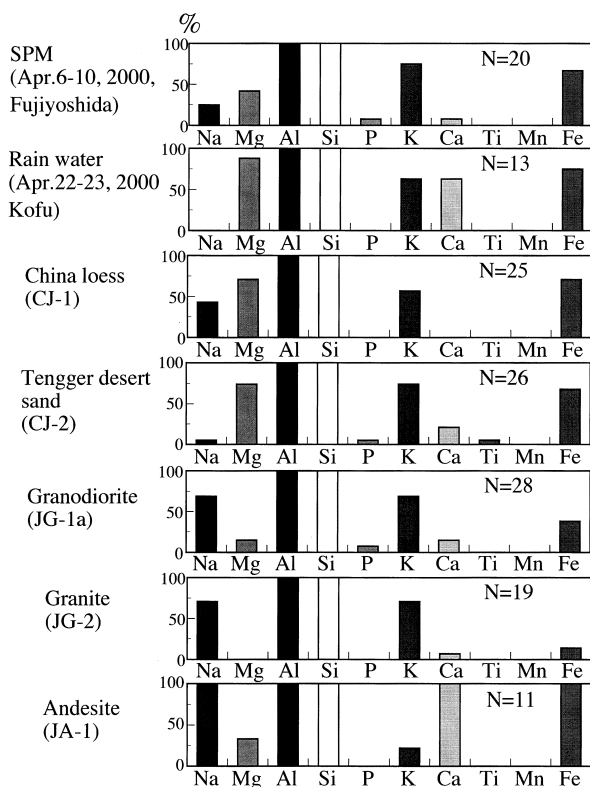 %
SPM
(Apr.6-10, 2000,
Fujiyoshida)
100
50
0
N=20
Na Mg Al Si P K Ca Ti Mn Fe
Rain water
(Apr.22-23, 2000
Kofu)
100
50
0
N=13
Na Mg Al Si P K Ca Ti Mn Fe
China loess
(CJ-1)
100
50
0
N=25
Na Mg Al Si P K Ca Ti Mn Fe
Tengger desert
sand
(CJ-2)
100
50
0
N=26
Na Mg Al Si P K Ca Ti Mn Fe
Granodiorite
(JG-1a)
100
50
0
N=28
Na Mg Al Si P K Ca Ti Mn Fe
Granite
(JG-2)
100
50
0
N=19
Na Mg Al Si P K Ca Ti Mn Fe
Andesite
(JA-1)
100
50
0
N=11
Na Mg Al Si P K Ca Ti Mn Fe